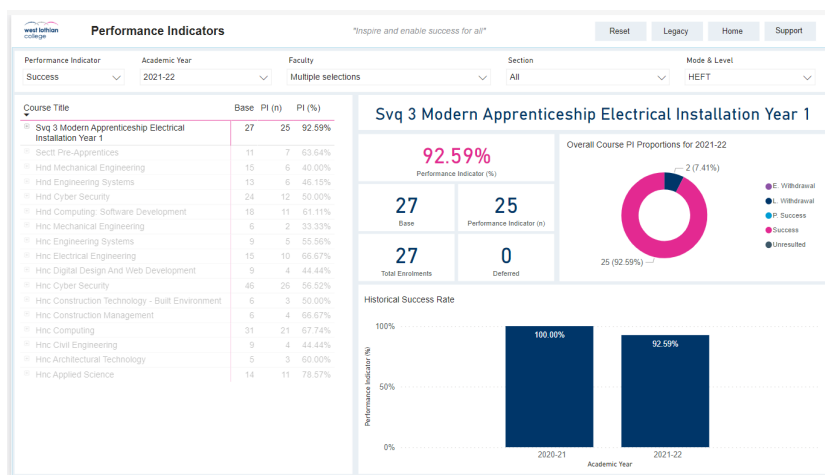 west lothian
college
Performance Indicators
"Inspire and enable success for all"
Reset Legacy Home Support
Performance Indicator Academic Year Faculty Section Mode & Level
Success 2021-22 Multiple selections All HEFT
Course Title Base PI (n) PI (%)
Svq 3 Modern Apprenticeship Electrical
Installation Year 1 27 25 92.59%
Sectt Pre-Apprentices 11 7 63.64%
Hnd Mechanical Engineering 15 6 40.00%
Hnd Engineering Systems 13 6 46.15%
Hnd Cyber Security 24 12 50.00%
Hnd Computing: Software Development 18 11 61.11%
Hnc Mechanical Engineering 6 2 33.33%
Hnc Engineering Systems 9 5 55.56%
Hnc Electrical Engineering 15 10 66.67%
Hnc Digital Design And Web Development 9 4 44.44%
Hnc Cyber Security 46 26 56.52%
Hnc Construction Technology - Built Environment 6 3 50.00%
Hnc Construction Management 6 4 66.67%
Hnc Computing 31 21 67.74%
Hnc Civil Engineering 9 4 44.44%
Hnc Architectural Technology 5 3 60.00%
Hnc Applied Science 14 11 78.57%
Svq 3 Modern Apprenticeship Electrical Installation Year 1
92.59%
Performance Indicator (%)
27 25
Base Performance Indicator (n)
27 0
Total Enrolments Deferred
Overall Course PI Proportions for 2021-22
2 (7.41%)
25 (92.59%)
E. Withdrawal
L. Withdrawal
P. Success
Success
Unresulted
Historical Success Rate
Performance Indicator (%)
100%
50%
0%
100.00% 92.59%
2020-21 2021-22
Academic Year